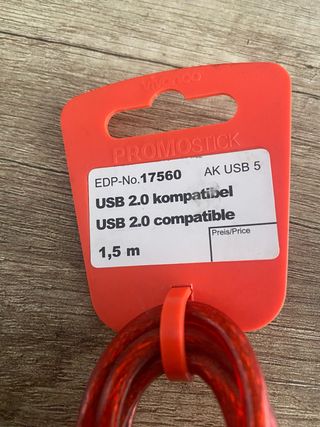 vivanco
PROMOSTICK
EDP-No.17560 AK USB 5
USB 2.0 kompatibel
USB 2.0 compatible
Preis/Price
1,5 m